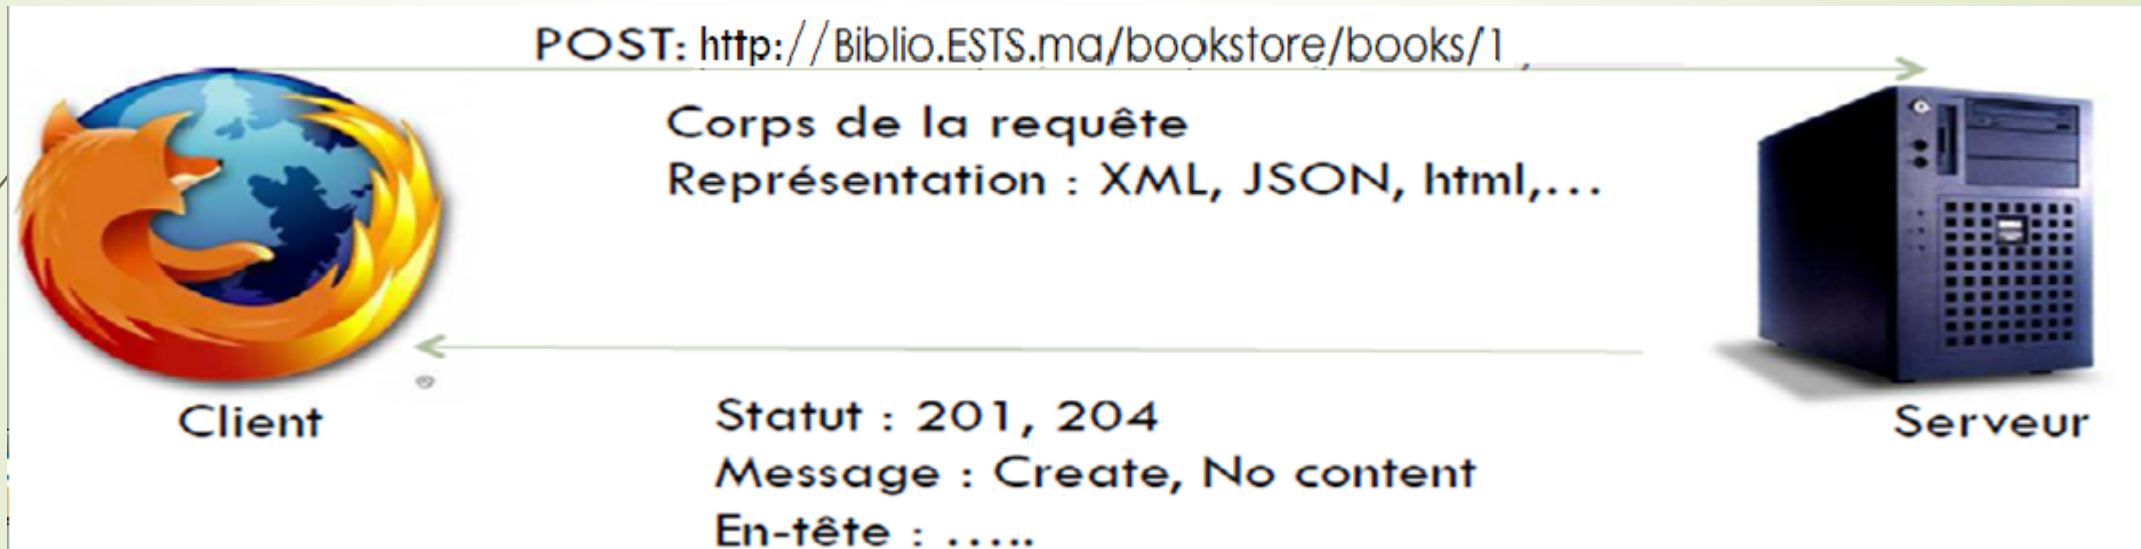 POST: http://Biblio.ESTS.ma/bookstore/books/1
Corps de la requête
Représentation : XML, JSON, html,...
Client
Serveur
Statut : 201, 204
Message : Create, No content
En-tête : .....